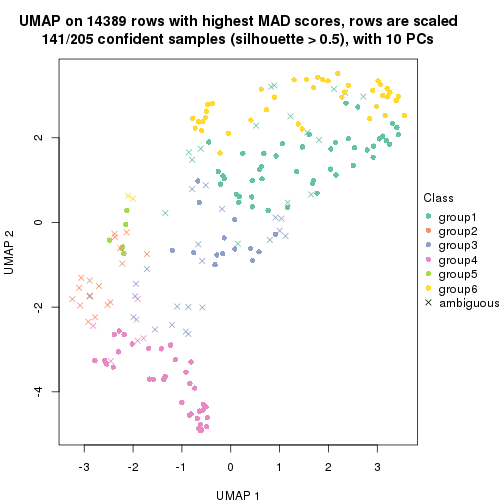 UMAP on 14389 rows with highest MAD scores, rows are scaled
141/205 confident samples (silhouette > 0.5), with 10 PCs
UMAP 2
2
0
-2
-4
-3
-2
-1
0
1
2
3
UMAP 1
Class
group1
group2
group3
group4
group5
group6
ambiguous